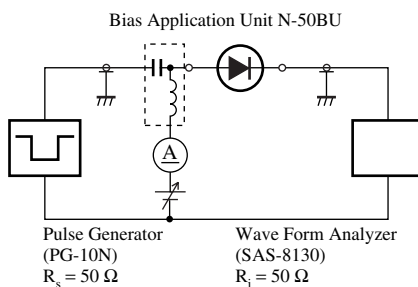 Bias Application Unit N-50BU
A
Pulse Generator
(PG-10N)
Rs = 50 Ω
Wave Form Analyzer
(SAS-8130)
Ri = 50 Ω